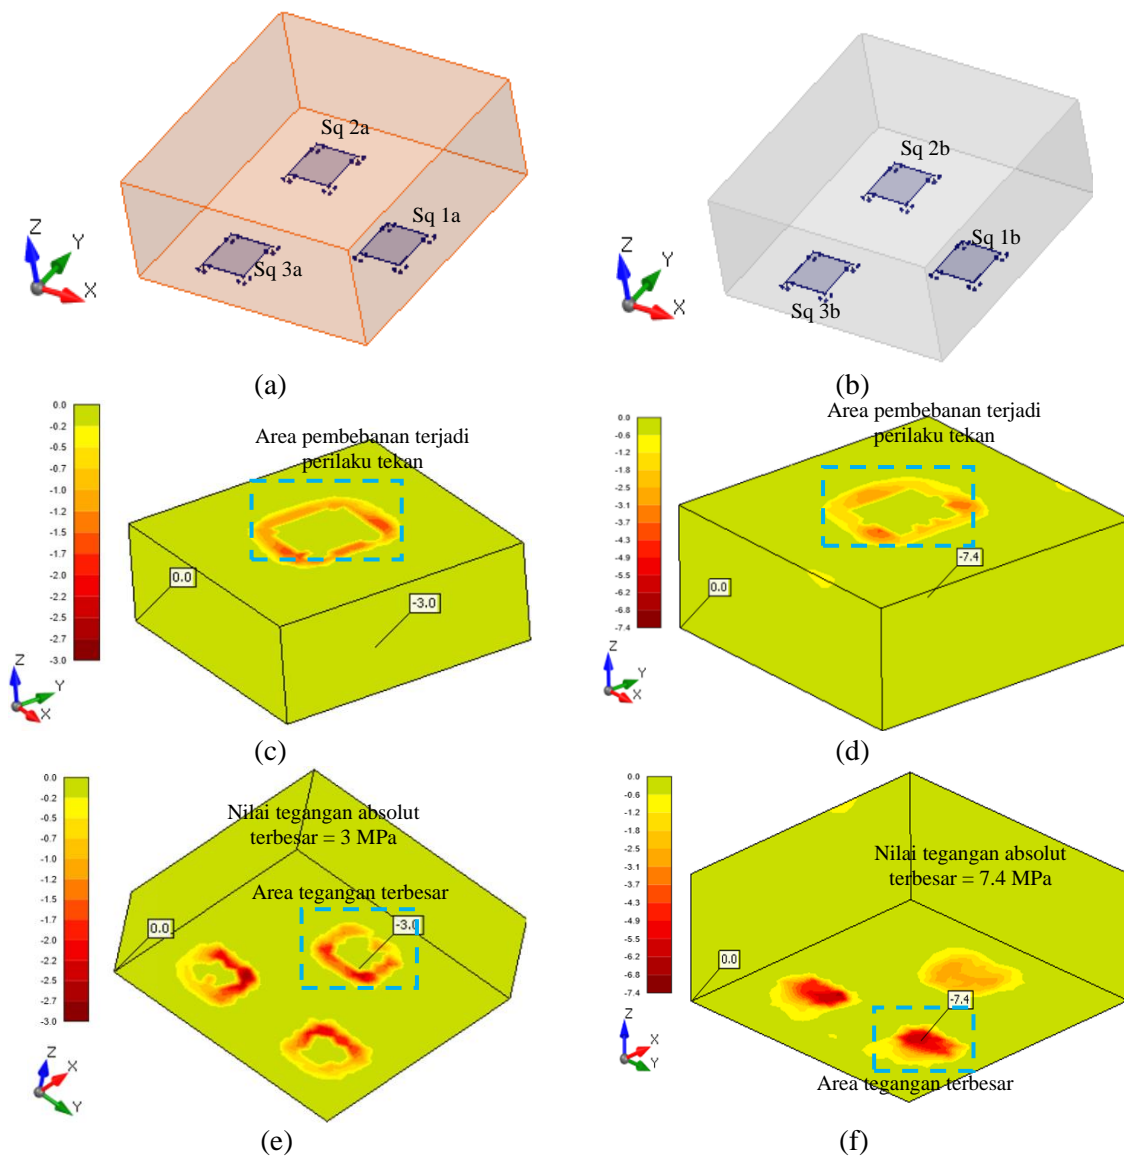 Sq 2a
Sq 1a
Sq 3a
Z
Y
X
(a)
Sq 2b
Sq 1b
Sq 3b
Z
Y
X
(b)
0.0
-0.2
-0.5
-0.7
-1.0
-1.2
-1.5
-1.7
-2.0
-2.2
-2.5
-2.7
-3.0
Area pembebanan terjadi
perilaku tekan
0.0
-3.0
Z
Y
X
(c)
0.0
-0.6
-1.2
-1.8
-2.5
-3.1
-3.7
-4.3
-4.9
-5.5
-6.2
-6.8
-7.4
Area pembebanan terjadi
perilaku tekan
-7.4
0.0
Z
Y
X
(d)
0.0
-0.2
-0.5
-0.7
-1.0
-1.2
-1.5
-1.7
-2.0
-2.2
-2.5
-2.7
-3.0
Nilai tegangan absolut
terbesar = 3 MPa
Area tegangan terbesar
0.0
-3.0
Z
X
Y
(e)
0.0
-0.6
-1.2
-1.8
-2.5
-3.1
-3.7
-4.3
-4.9
-5.5
-6.2
-6.8
-7.4
Nilai tegangan absolut
terbesar = 7.4 MPa
0.0
-7.4
Area tegangan terbesar
Z
X
Y
(f)